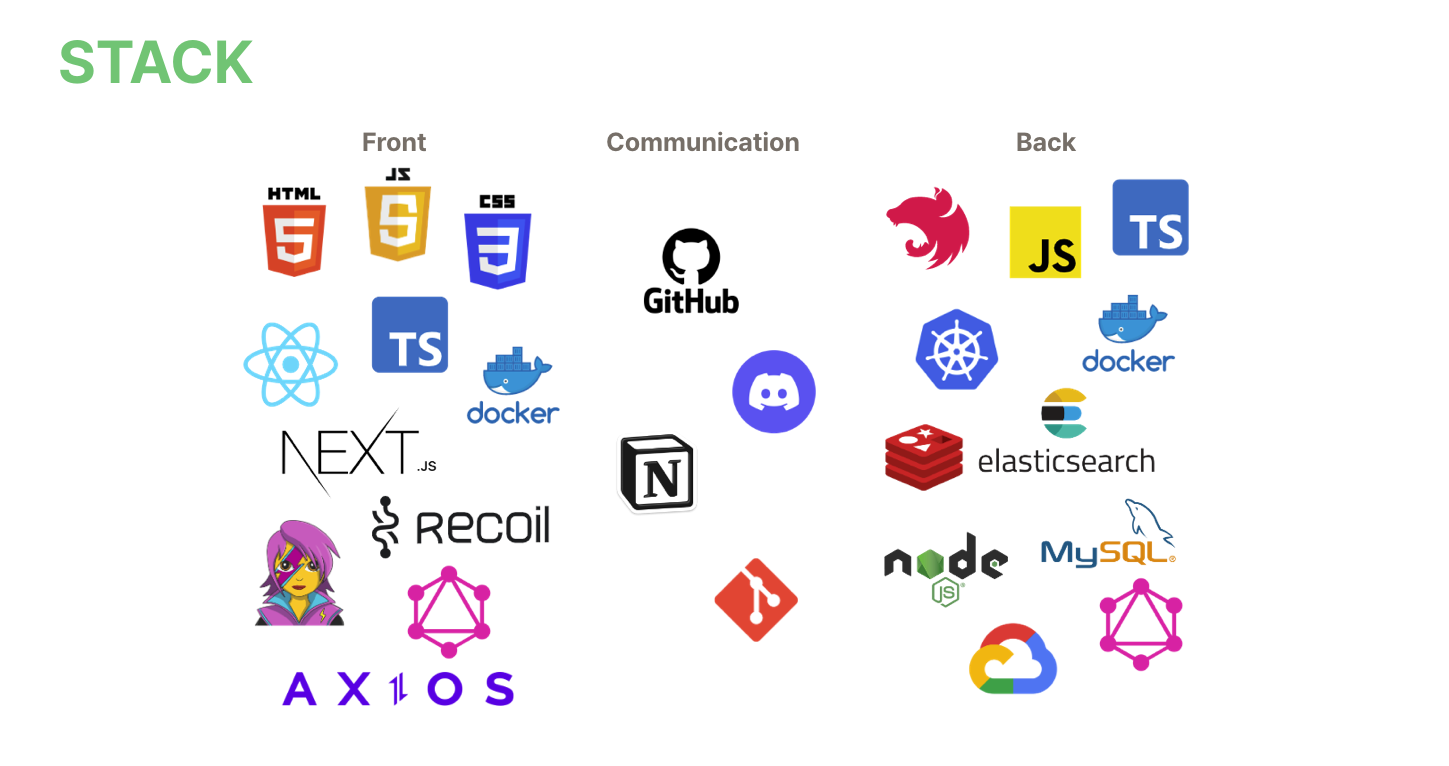 STACK
Front
HTML
JS
CSS
TS
docker
NEXT.JS
RECOIL
AXIOS
Communication
GitHub
N
Back
JS
TS
docker
elasticsearch
node
JS
MySQL®